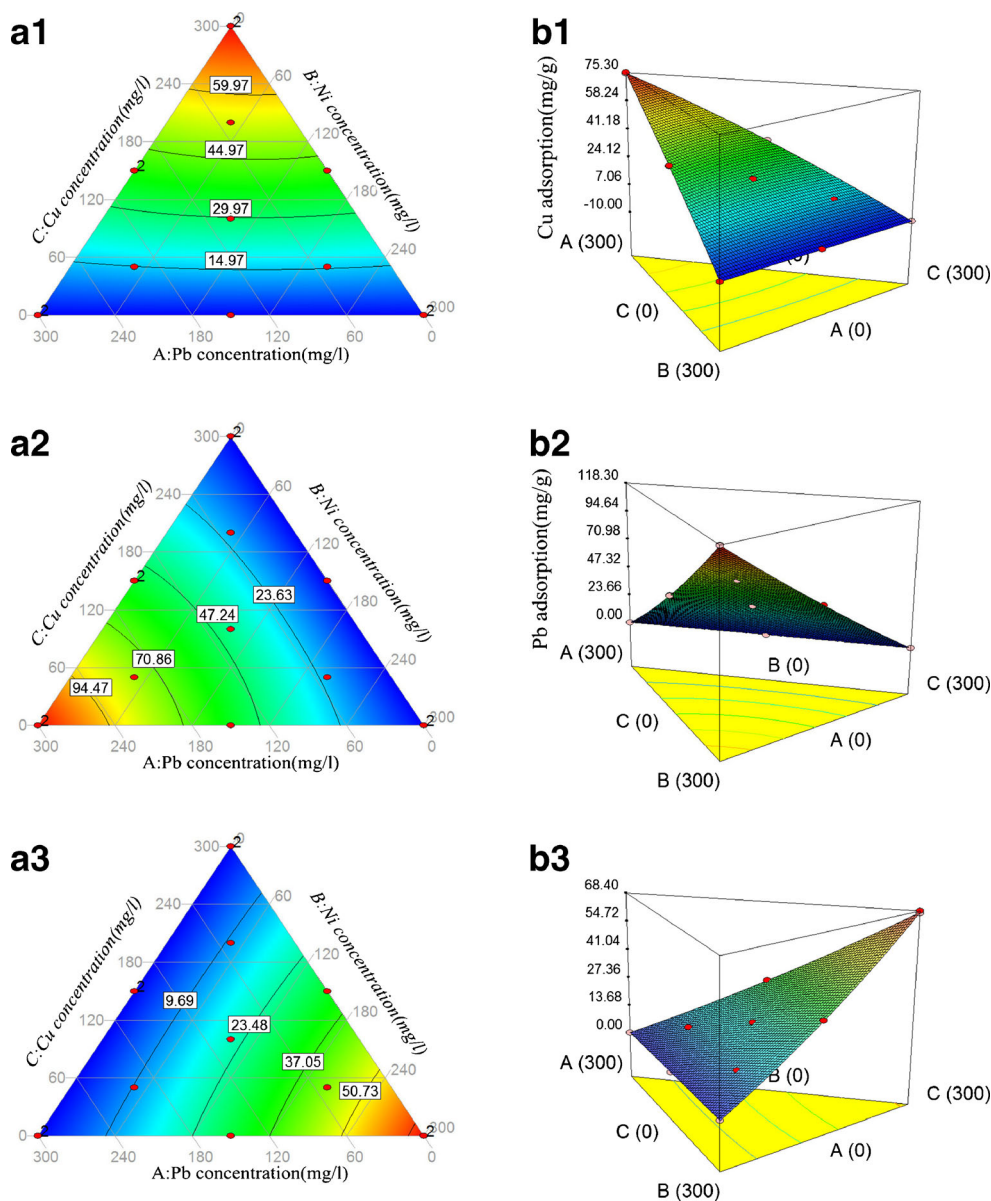 a1
300
2
0
240
60
180
120
120
180
60
240
0
300
2
2
2
C:Cu concentration(mg/l)
B:Ni concentration(mg/l)
59.97
44.97
29.97
14.97
300
240
180
120
60
0
A:Pb concentration(mg/l)
b1
75.30
58.24
41.18
24.12
7.06
-10.00
Cu adsorption(mg/g)
A (300)
C (0)
B (300)
A (0)
C (300)
a2
300
2
0
240
60
180
120
120
180
60
240
0
300
2
2
2
C:Cu concentration(mg/l)
B:Ni concentration(mg/l)
23.63
47.24
70.86
94.47
300
240
180
120
60
0
A:Pb concentration(mg/l)
b2
118.30
94.64
70.98
47.32
23.66
0.00
Pb adsorption(mg/g)
A (300)
B (0)
C (300)
C (0)
A (0)
B (300)
a3
300
2
0
240
60
180
120
120
180
60
240
0
300
2
2
2
C:Cu concentration(mg/l)
B:Ni concentration(mg/l)
9.69
23.48
37.05
50.73
300
240
180
120
60
0
A:Pb concentration(mg/l)
b3
68.40
54.72
41.04
27.36
13.68
0.00
A (300)
B (0)
C (300)
C (0)
A (0)
B (300)